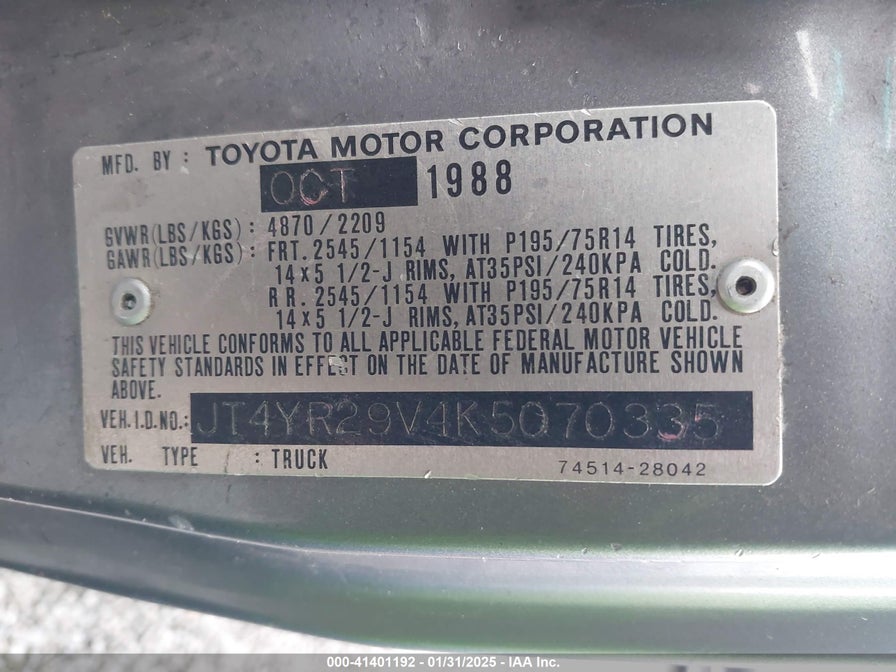 MFD. BY : TOYOTA MOTOR CORPORATION
OCT 1988
GVWR(LBS/KGS): 4870/2209
GAWR(LBS/KGS): FRT. 2545/1154 WITH P195/75R14 TIRES,
14x5 1/2-J RIMS, AT35PSI/240KPA COLD.
RR. 2545/1154 WITH P195/75R14 TIRES,
14x5 1/2-J RIMS, AT35PSI/240KPA COLD.
THIS VEHICLE CONFORMS TO ALL APPLICABLE FEDERAL MOTOR VEHICLE
SAFETY STANDARDS IN EFFECT ON THE DATE OF MANUFACTURE SHOWN
ABOVE.
VEH. I.D. NO.: JT4YR29V4K5070335
VEH. TYPE : TRUCK
74514-28042
000-41401192 - 01/31/2025 - IAA Inc.